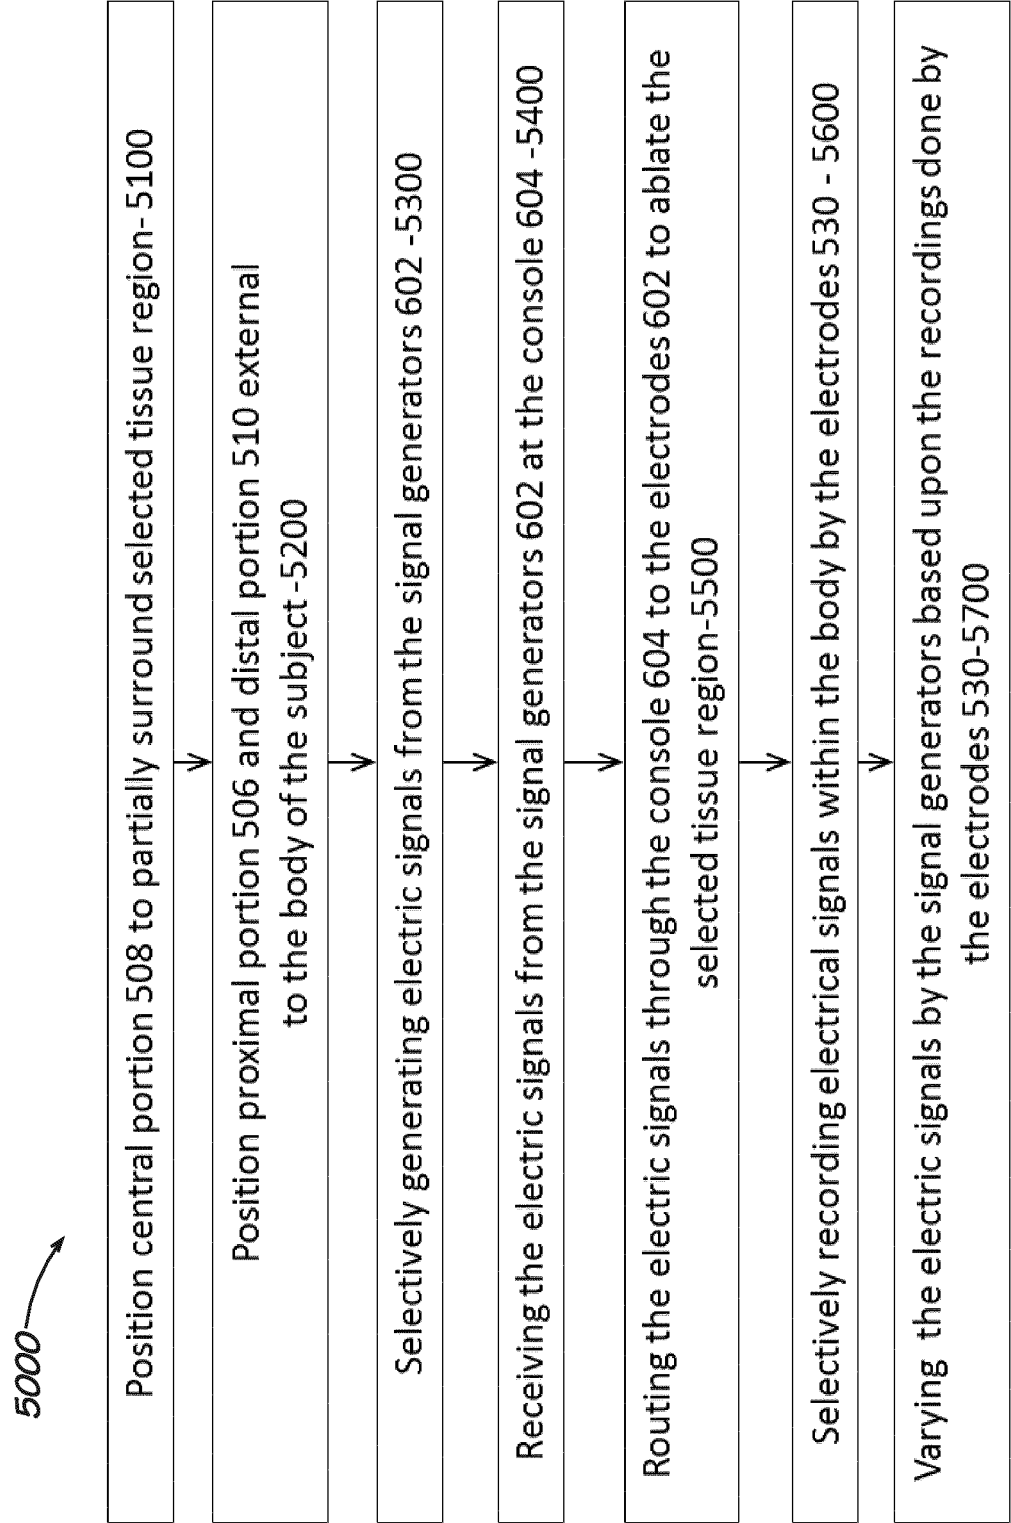 5000
Position central portion 508 to partially surround selected tissue region- 5100
Position proximal portion 506 and distal portion 510 external
to the body of the subject -5200
Selectively generating electric signals from the signal generators 602 -5300
Receiving the electric signals from the signal generators 602 at the console 604 -5400
Routing the electric signals through the console 604 to the electrodes 602 to ablate the
selected tissue region-5500
Selectively recording electrical signals within the body by the electrodes 530 - 5600
Varying the electric signals by the signal generators based upon the recordings done by
the electrodes 530-5700